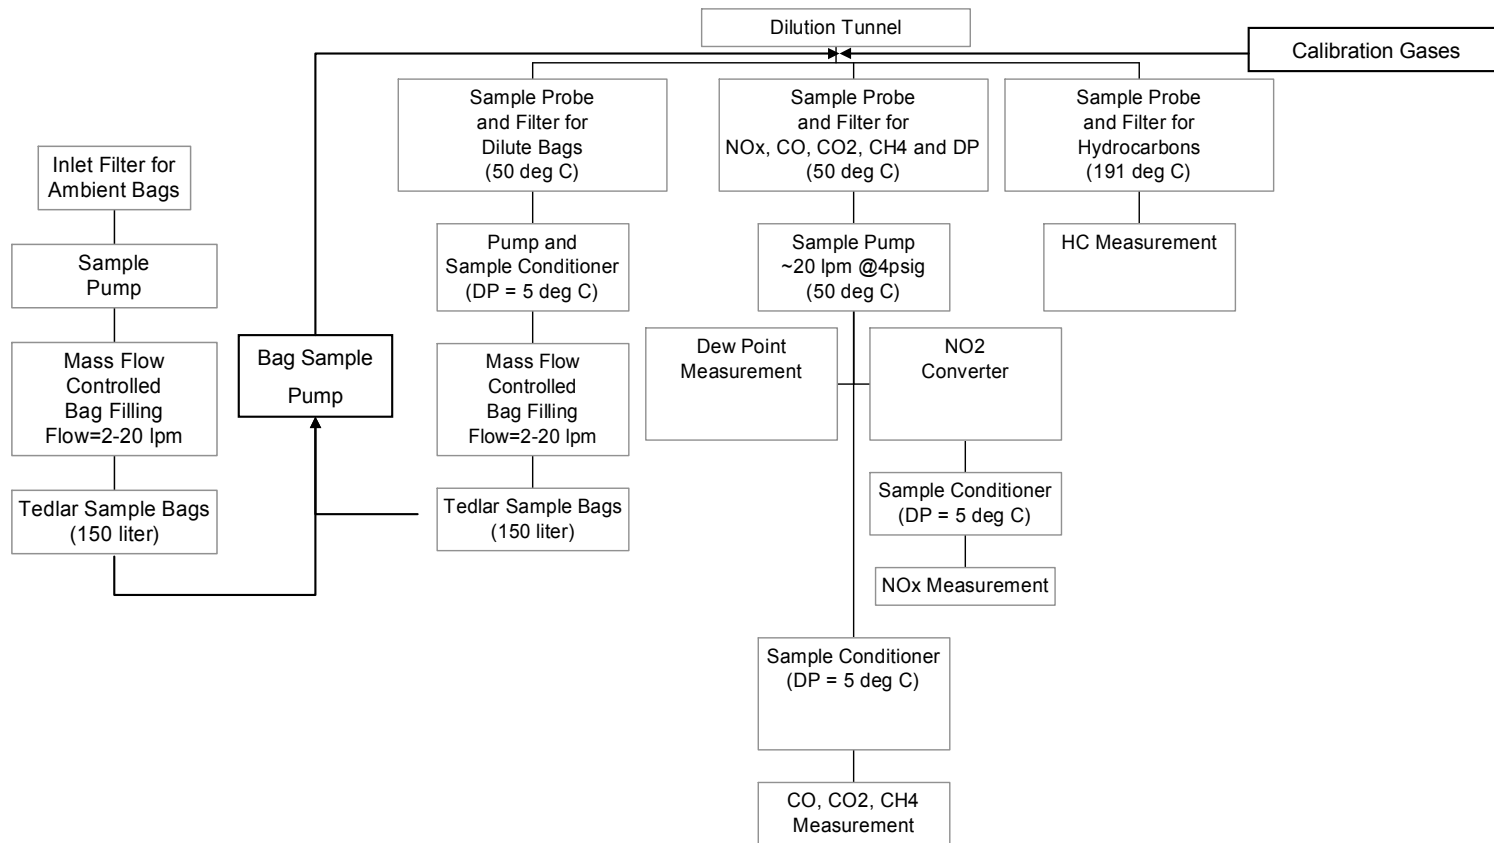 Dilution Tunnel
Calibration Gases
Sample Probe
and Filter for
Dilute Bags
(50 deg C)
Sample Probe
and Filter for
NOx, CO, CO2, CH4 and DP
(50 deg C)
Sample Probe
and Filter for
Hydrocarbons
(191 deg C)
Inlet Filter for
Ambient Bags
Sample
Pump
Pump and
Sample Conditioner
(DP = 5 deg C)
Sample Pump
~20 lpm @4psig
(50 deg C)
HC Measurement
Mass Flow
Controlled
Bag Filling
Flow=2-20 lpm
Bag Sample
Pump
Mass Flow
Controlled
Bag Filling
Flow=2-20 lpm
Dew Point
Measurement
NO2
Converter
Tedlar Sample Bags
(150 liter)
Tedlar Sample Bags
(150 liter)
Sample Conditioner
(DP = 5 deg C)
NOx Measurement
Sample Conditioner
(DP = 5 deg C)
CO, CO2, CH4
Measurement